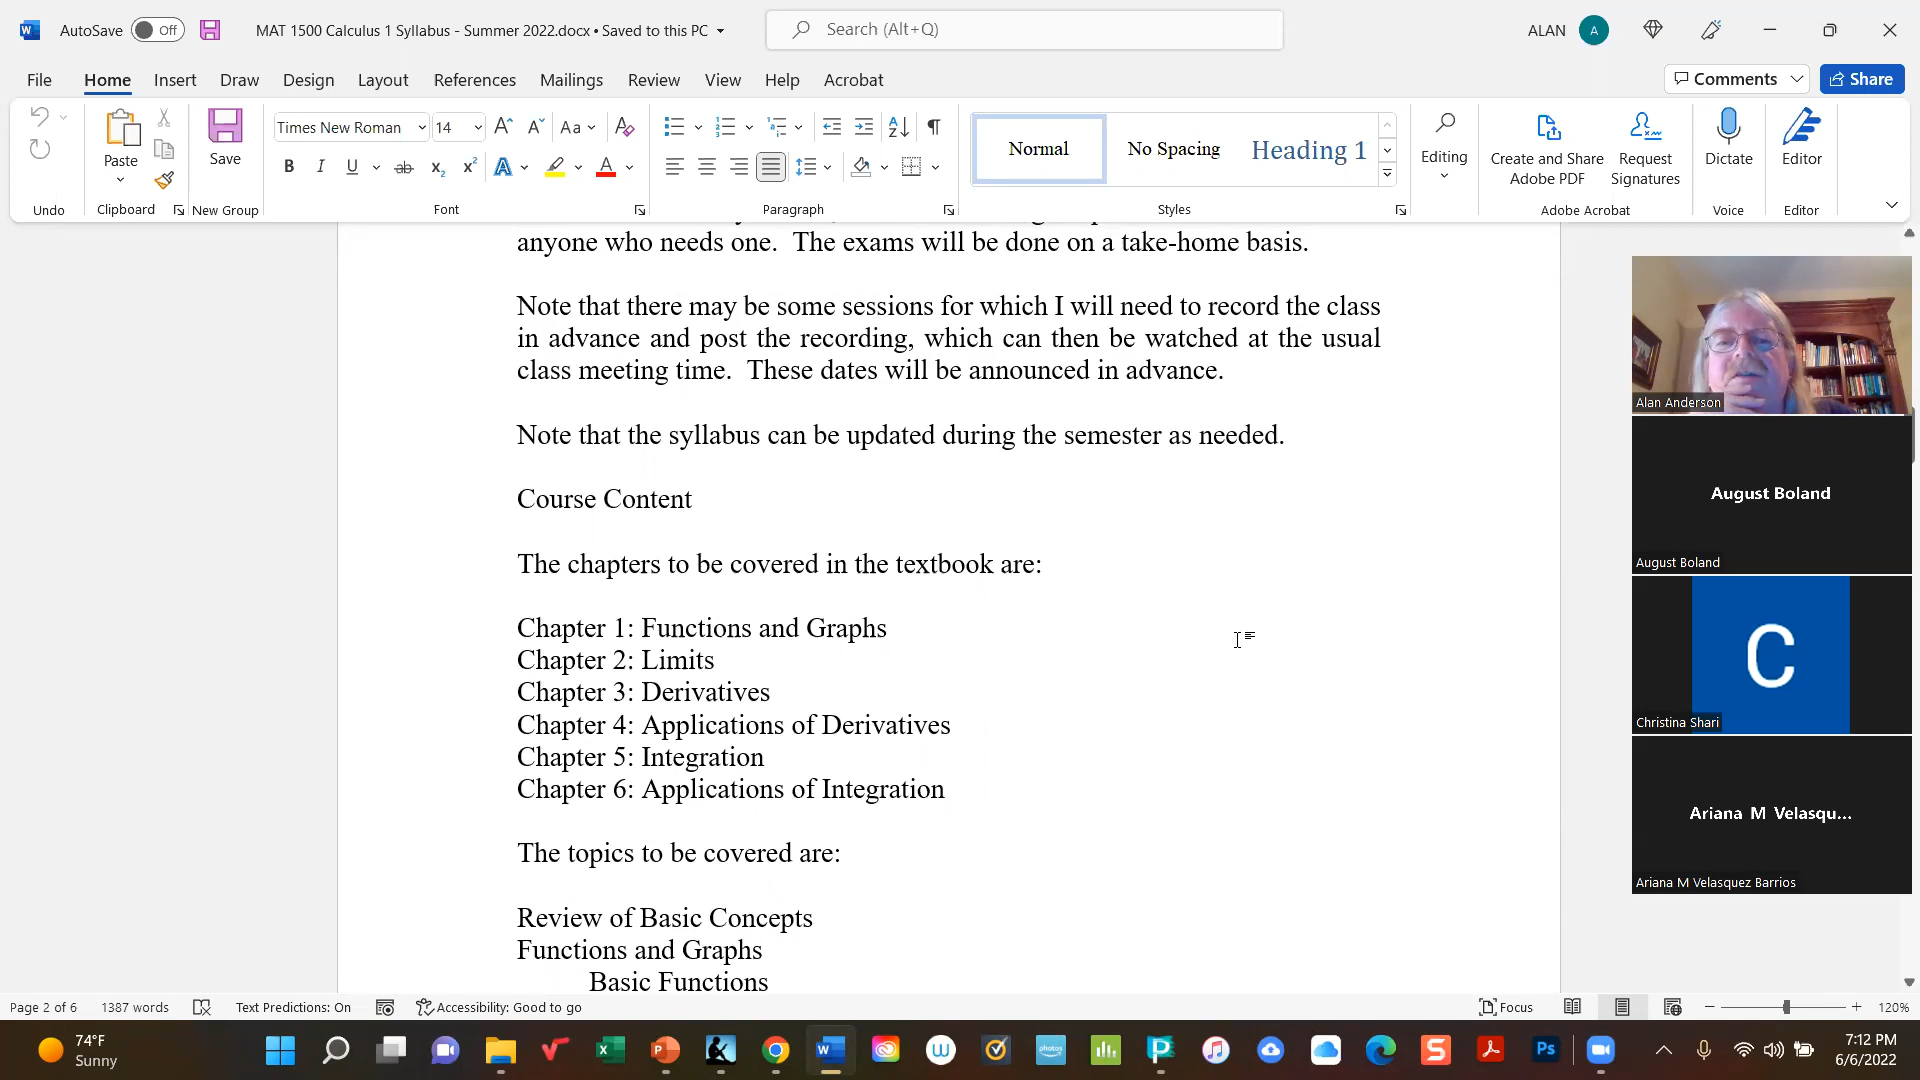 AutoSave Off MAT 1500 Calculus 1 Syllabus - Summer 2022.docx • Saved to this PC Search (Alt+Q) ALAN A
File Home Insert Draw Design Layout References Mailings Review View Help Acrobat Comments Share
Times New Roman 14
Paste Save Normal No Spacing Heading 1 Editing Create and Share Adobe PDF Request Signatures Dictate Editor
Undo Clipboard New Group Font Paragraph Styles Adobe Acrobat Voice Editor
anyone who needs one. The exams will be done on a take-home basis.
Note that there may be some sessions for which I will need to record the class
in advance and post the recording, which can then be watched at the usual
class meeting time. These dates will be announced in advance.
Note that the syllabus can be updated during the semester as needed.
Course Content
The chapters to be covered in the textbook are:
Chapter 1: Functions and Graphs
Chapter 2: Limits
Chapter 3: Derivatives
Chapter 4: Applications of Derivatives
Chapter 5: Integration
Chapter 6: Applications of Integration
The topics to be covered are:
Review of Basic Concepts
Functions and Graphs
Basic Functions
Alan Anderson
August Boland
August Boland
C
Christina Shari
Ariana M Velasqu...
Ariana M Velasquez Barrios
Page 2 of 6 1387 words Text Predictions: On Accessibility: Good to go Focus 120%
74°F
Sunny
7:12 PM
6/6/2022